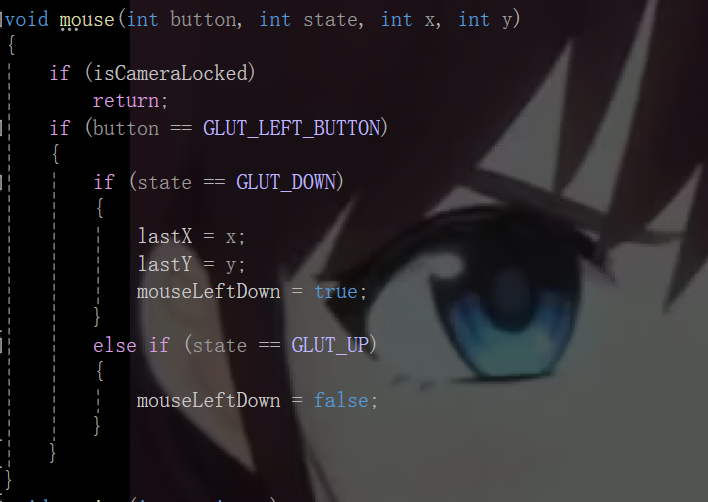 void mouse(int button, int state, int x, int y)
{
    if (isCameraLocked)
        return;
    if (button == GLUT_LEFT_BUTTON)
    {
        if (state == GLUT_DOWN)
        {
            lastX = x;
            lastY = y;
            mouseLeftDown = true;
        }
        else if (state == GLUT_UP)
        {
            mouseLeftDown = false;
        }
    }
}